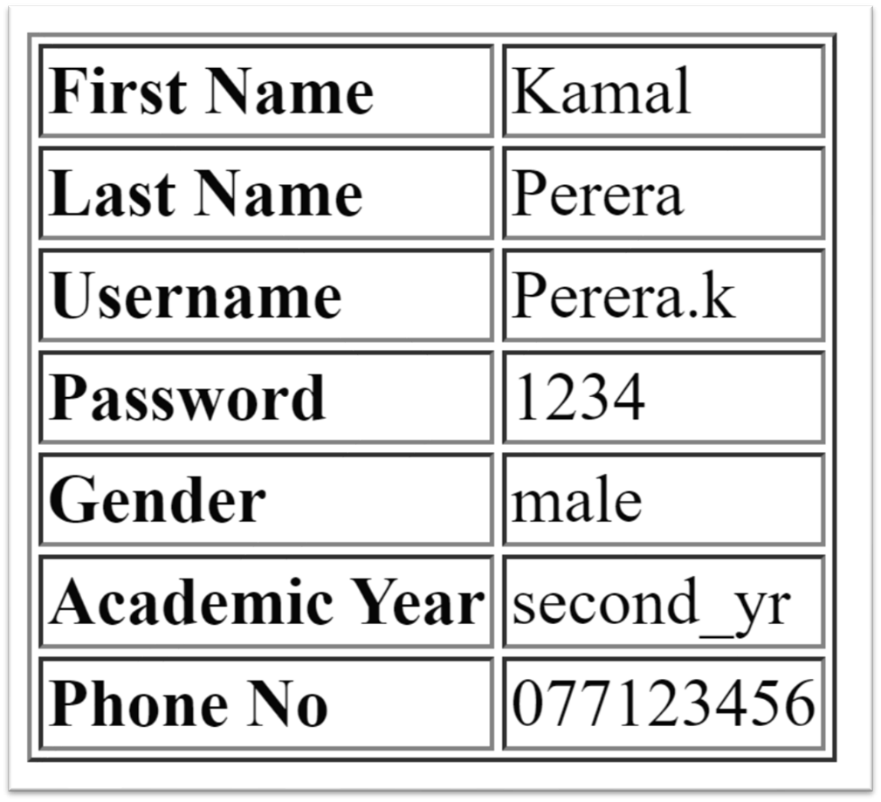 First Name Kamal
Last Name Perera
Username Perera.k
Password 1234
Gender male
Academic Year second_yr
Phone No 077123456